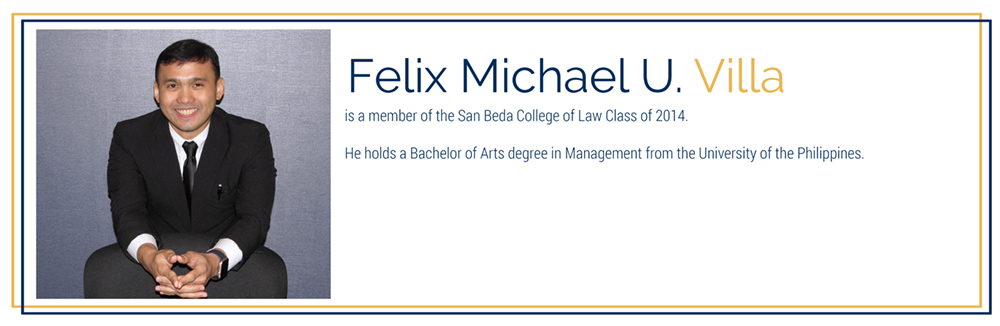 Felix Michael U. Villa
is a member of the San Beda College of Law Class of 2014.
He holds a Bachelor of Arts degree in Management from the University of the Philippines.